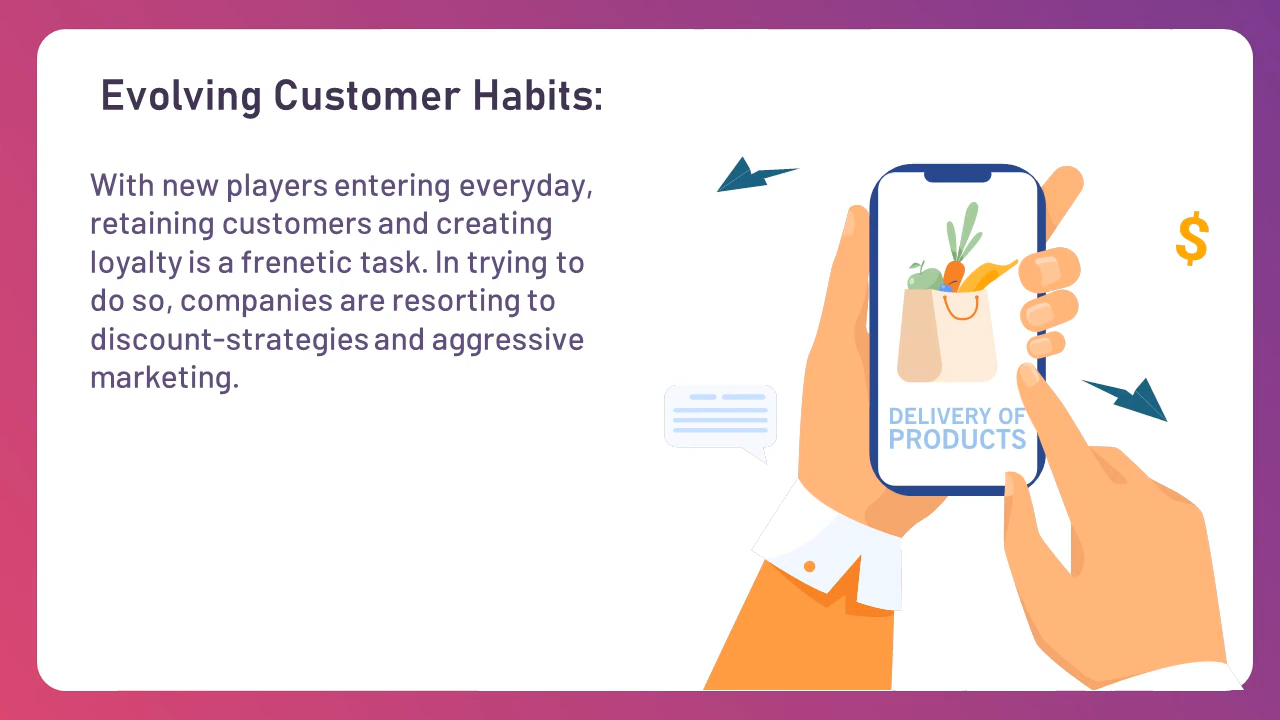 Evolving Customer Habits:
With new players entering everyday,
retaining customers and creating
loyalty is a frenetic task. In trying to
do so, companies are resorting to
discount-strategies and aggressive
marketing.
$
DELIVERY OF
PRODUCTS